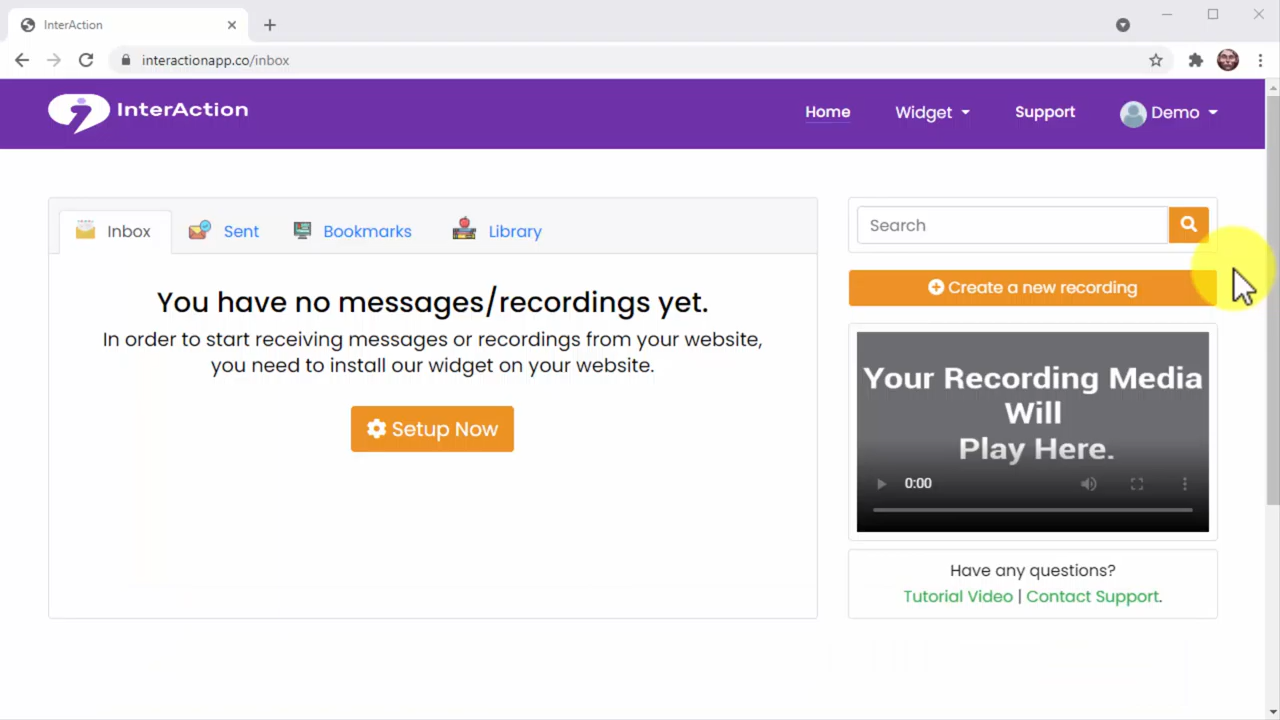 InterAction
interactionapp.co/inbox
InterAction
Home
Widget
Support
Demo
Inbox
Sent
Bookmarks
Library
You have no messages/recordings yet.
In order to start receiving messages or recordings from your website,
you need to install our widget on your website.
Setup Now
Search
Create a new recording
Your Recording Media
Will
Play Here.
0:00
Have any questions?
Tutorial Video | Contact Support.